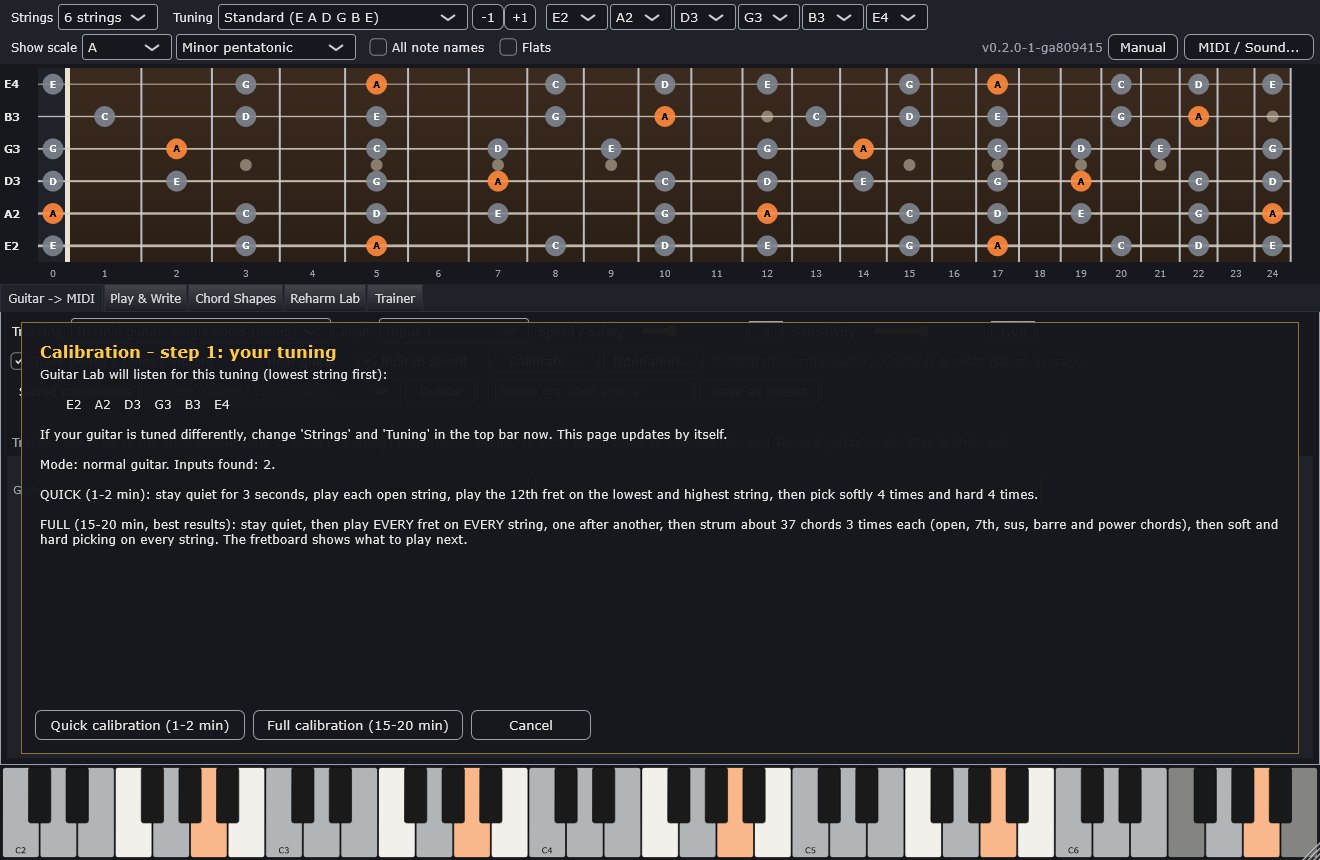 Strings 6 strings Tuning Standard (E A D G B E) -1 +1 E2 A2 D3 G3 B3 E4
Show scale A Minor pentatonic All note names Flats v0.2.0-1-ga809415 Manual MIDI / Sound...
E4 E G A C D E G A C D E
B3 C D E G A C D E G A
G3 G A C D E G A C D E G
D3 D E G A C D E G A C D
A2 A C D E G A C D E G A
E2 E G A C D E G A C D E
0 1 2 3 4 5 6 7 8 9 10 11 12 13 14 15 16 17 18 19 20 21 22 23 24
Guitar -> MIDI Play & Write Chord Shapes Reharm Lab Trainer
Calibration - step 1: your tuning
Guitar Lab will listen for this tuning (lowest string first):
E2 A2 D3 G3 B3 E4
If your guitar is tuned differently, change 'Strings' and 'Tuning' in the top bar now. This page updates by itself.
Mode: normal guitar. Inputs found: 2.
QUICK (1-2 min): stay quiet for 3 seconds, play each open string, play the 12th fret on the lowest and highest string, then pick softly 4 times and hard 4 times.
FULL (15-20 min, best results): stay quiet, then play EVERY fret on EVERY string, one after another, then strum about 37 chords 3 times each (open, 7th, sus, barre and power chords), then soft and
hard picking on every string. The fretboard shows what to play next.
Quick calibration (1-2 min) Full calibration (15-20 min) Cancel
C2 C3 C4 C5 C6